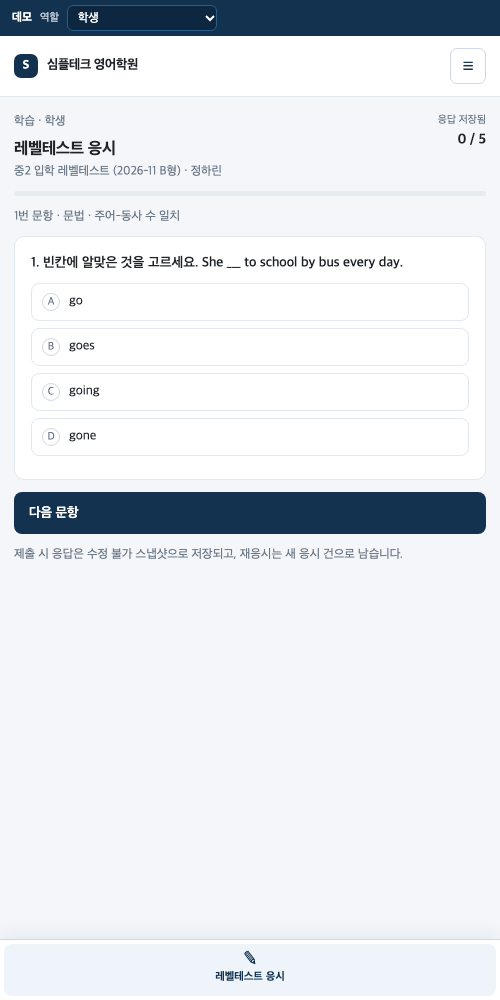 데모 역할 학생
S 심플테크 영어학원 ≡
학습 · 학생
응답 저장됨
레벨테스트 응시
0 / 5
중2 입학 레벨테스트 (2026-11 B형) · 정하린
1번 문항 · 문법 · 주어-동사 수 일치
1. 빈칸에 알맞은 것을 고르세요. She __ to school by bus every day.
A go
B goes
C going
D gone
다음 문항
제출 시 응답은 수정 불가 스냅샷으로 저장되고, 재응시는 새 응시 건으로 남습니다.
레벨테스트 응시